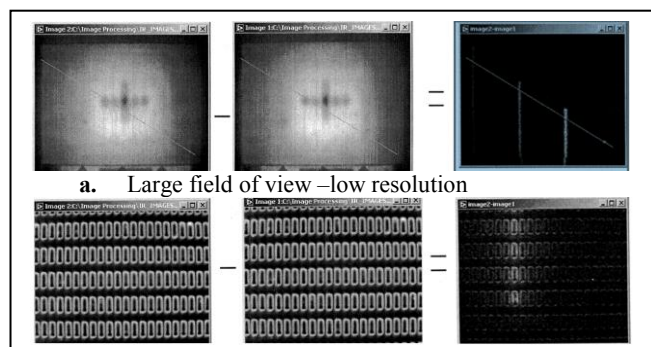 Image 2:C:\Image Processing\IR_IMAGES...
Image 1:C:\Image Processing\IR_IMAGES...
image2-image1
a. Large field of view –low resolution
Image 2:C:\Image Processing\IR_IMAGES...
Image 1:C:\Image Processing\IR_IMAGES...
image2-image1